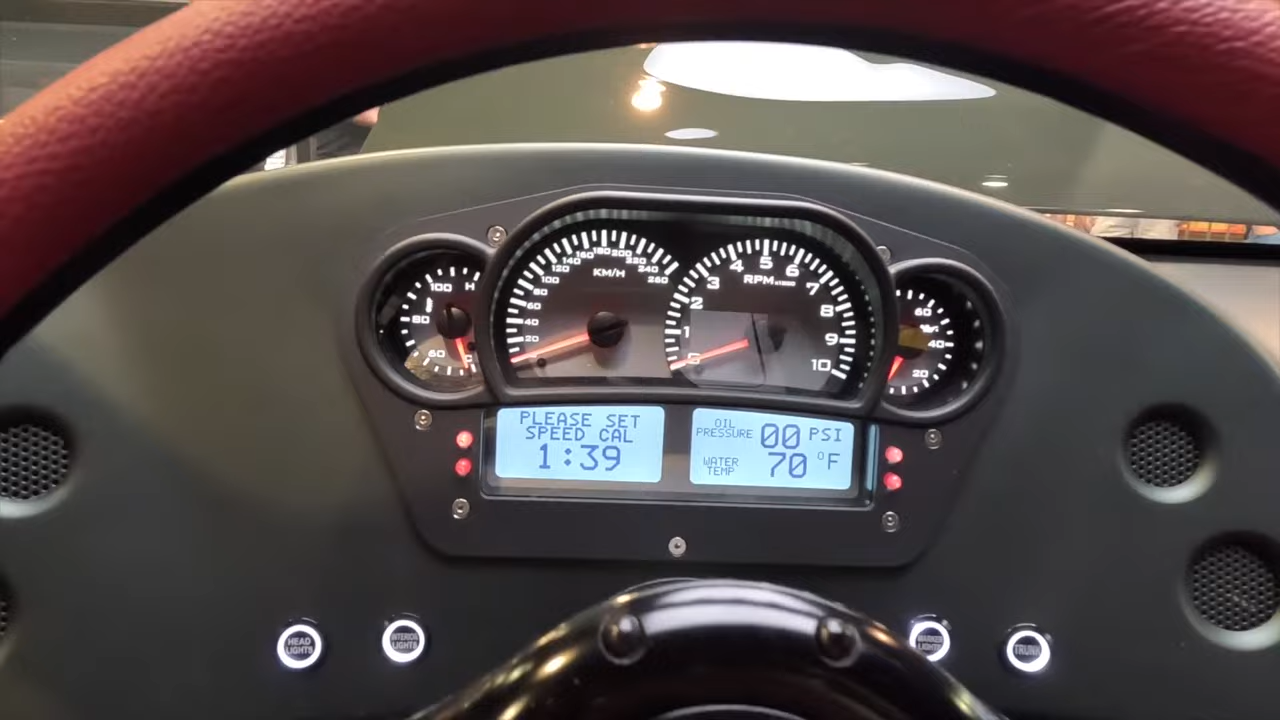 100 H
80
60
20 40 60 80 100 120 140 160 180 200 220 240 260
KM/H
0 1 2 3 4 5 6 7 8 9 10
RPM x1000
60
40
20
PLEASE SET
SPEED CAL
1:39
OIL
PRESSURE 00 PSI
WATER
TEMP 70 °F
HEAD
LIGHTS
INTERIOR
LIGHTS
MARKER
LIGHTS
TRUNK